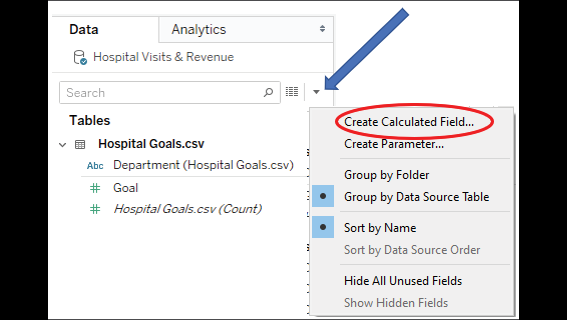 Data
Analytics
Hospital Visits & Revenue
Search
Tables
Hospital Goals.csv
Abc Department (Hospital Goals.csv)
Goal
Hospital Goals.csv (Count)
Create Calculated Field...
Create Parameter...
Group by Folder
Group by Data Source Table
Sort by Name
Sort by Data Source Order
Hide All Unused Fields
Show Hidden Fields